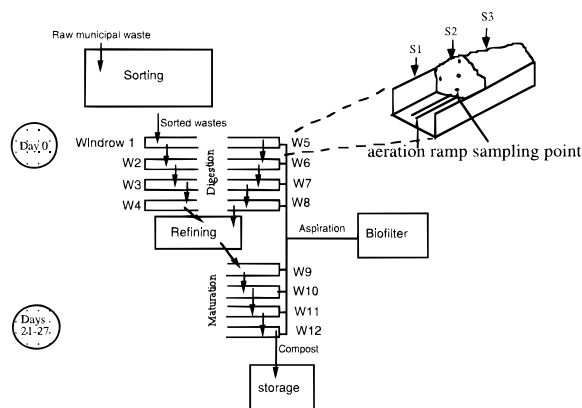 Raw municipal waste
Sorting
Sorted wastes
Day 0
WIndrow 1
W2
W3
W4
Digestion
W5
W6
W7
W8
S1
S2
S3
aeration ramp sampling point
Refining
Aspiration
Biofilter
Maturation
W9
W10
W11
W12
Days
21-27
Compost
storage